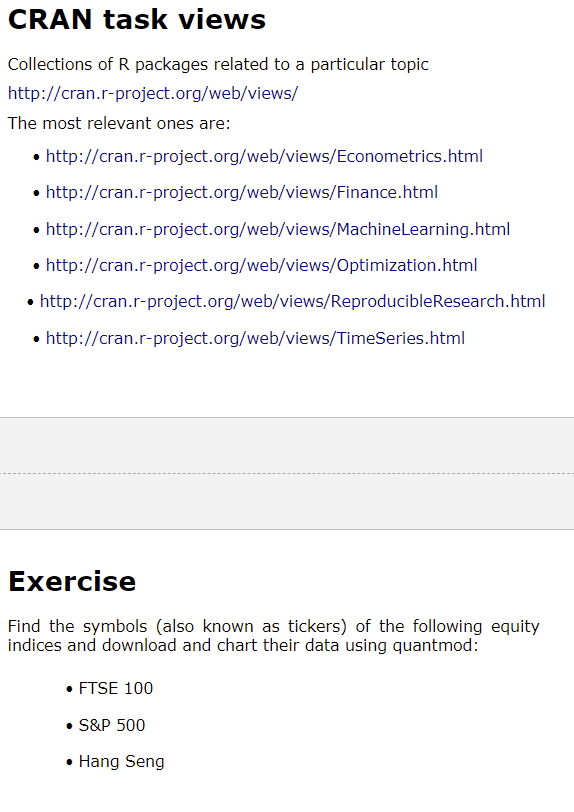 CRAN task views
Collections of R packages related to a particular topic
http://cran.r-project.org/web/views/
The most relevant ones are:
• http://cran.r-project.org/web/views/Econometrics.html
• http://cran.r-project.org/web/views/Finance.html
• http://cran.r-project.org/web/views/MachineLearning.html
• http://cran.r-project.org/web/views/Optimization.html
• http://cran.r-project.org/web/views/ReproducibleResearch.html
• http://cran.r-project.org/web/views/TimeSeries.html
Exercise
Find the symbols (also known as tickers) of the following equity
indices and download and chart their data using quantmod:
• FTSE 100
• S&P 500
• Hang Seng